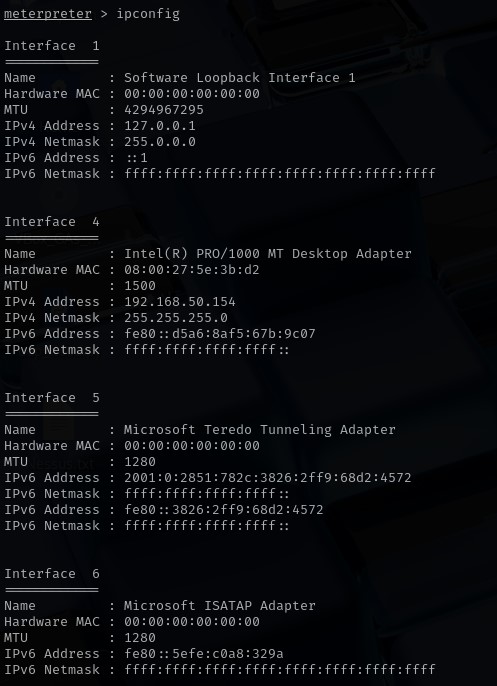 meterpreter > ipconfig
Interface  1
============
Name         : Software Loopback Interface 1
Hardware MAC : 00:00:00:00:00:00
MTU          : 4294967295
IPv4 Address : 127.0.0.1
IPv4 Netmask : 255.0.0.0
IPv6 Address : ::1
IPv6 Netmask : ffff:ffff:ffff:ffff:ffff:ffff:ffff:ffff
Interface  4
============
Name         : Intel(R) PRO/1000 MT Desktop Adapter
Hardware MAC : 08:00:27:5e:3b:d2
MTU          : 1500
IPv4 Address : 192.168.50.154
IPv4 Netmask : 255.255.255.0
IPv6 Address : fe80::d5a6:8af5:67b:9c07
IPv6 Netmask : ffff:ffff:ffff:ffff::
Interface  5
============
Name         : Microsoft Teredo Tunneling Adapter
Hardware MAC : 00:00:00:00:00:00
MTU          : 1280
IPv6 Address : 2001:0:2851:782c:3826:2ff9:68d2:4572
IPv6 Netmask : ffff:ffff:ffff:ffff::
IPv6 Address : fe80::3826:2ff9:68d2:4572
IPv6 Netmask : ffff:ffff:ffff:ffff::
Interface  6
============
Name         : Microsoft ISATAP Adapter
Hardware MAC : 00:00:00:00:00:00
MTU          : 1280
IPv6 Address : fe80::5efe:c0a8:329a
IPv6 Netmask : ffff:ffff:ffff:ffff:ffff:ffff:ffff:ffff